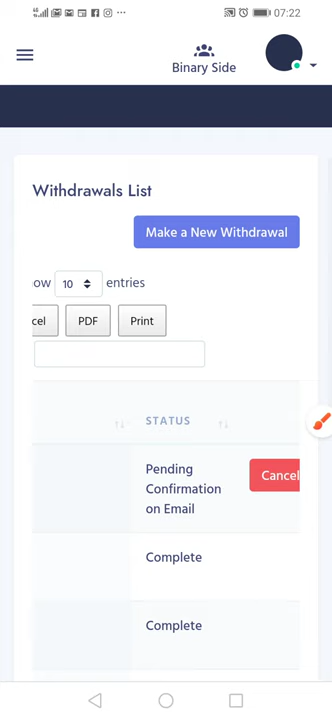 07:22
Binary Side
Withdrawals List
Make a New Withdrawal
ow 10 entries
cel PDF Print
STATUS
Pending
Confirmation
on Email
Cancel
Complete
Complete